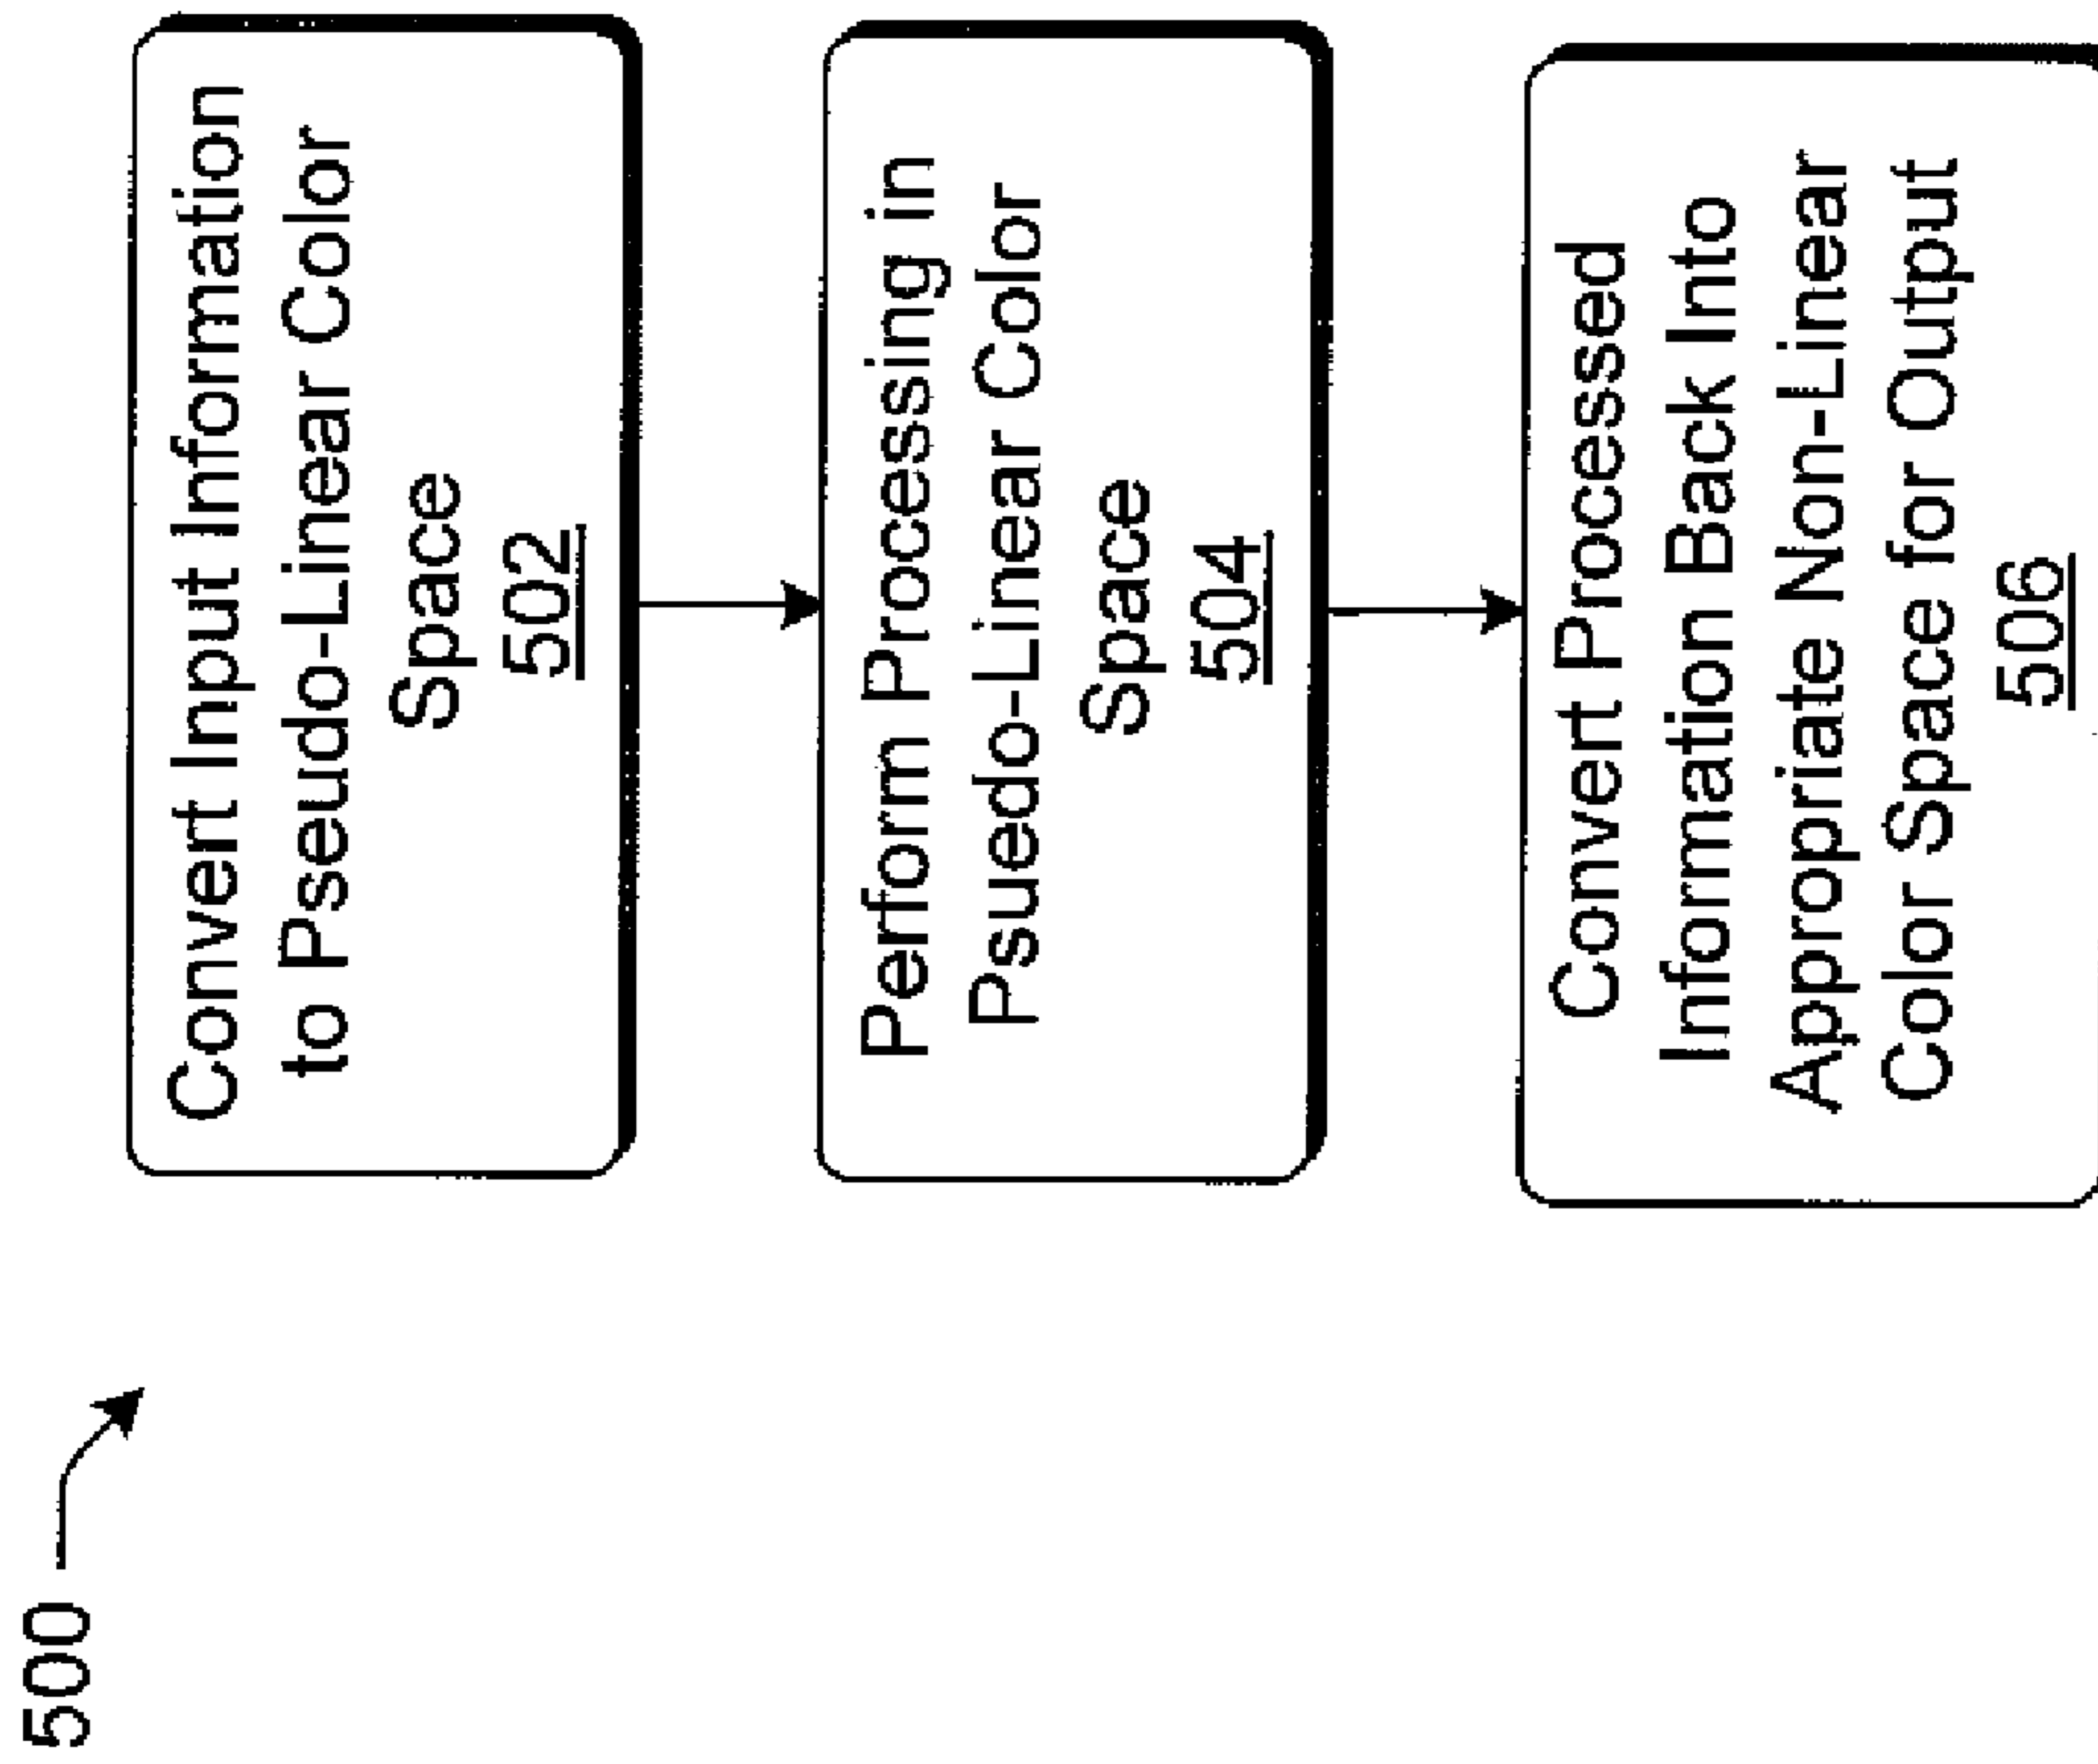 500
Convert Input Information
to Pseudo-Linear Color
Space
502
Perform Processing in
Psuedo-Linear Color
Space
504
Convert Processed
Information Back Into
Appropriate Non-Linear
Color Space for Output
506